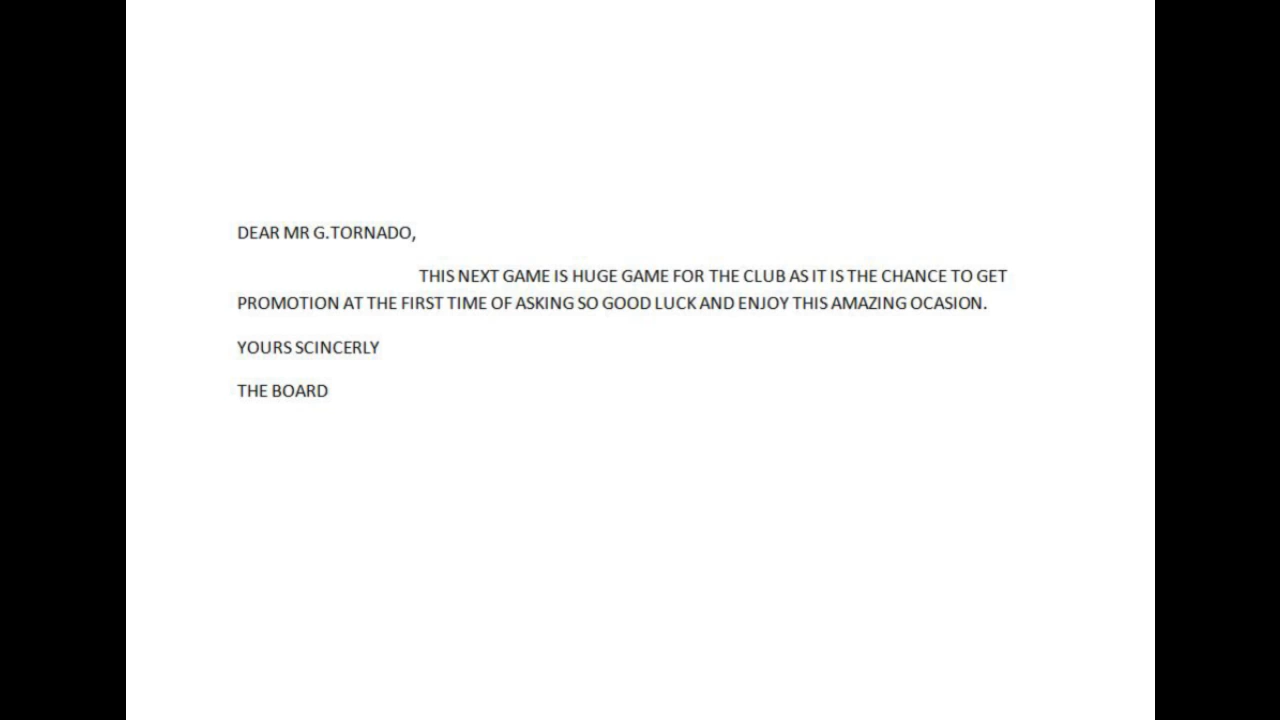 DEAR MR G.TORNADO,
THIS NEXT GAME IS HUGE GAME FOR THE CLUB AS IT IS THE CHANCE TO GET
PROMOTION AT THE FIRST TIME OF ASKING SO GOOD LUCK AND ENJOY THIS AMAZING OCASION.
YOURS SCINCERLY
THE BOARD